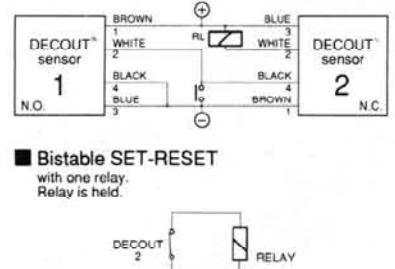 BROWN
BLUE
1
3
RL
DECOUT®
sensor
1
N.O.
WHITE
2
WHITE
2
DECOUT®
sensor
2
N.C.
BLACK
4
BLACK
4
BLUE
3
BROWN
1
Bistable SET-RESET
with one relay.
Relay is held.
DECOUT
2
RELAY